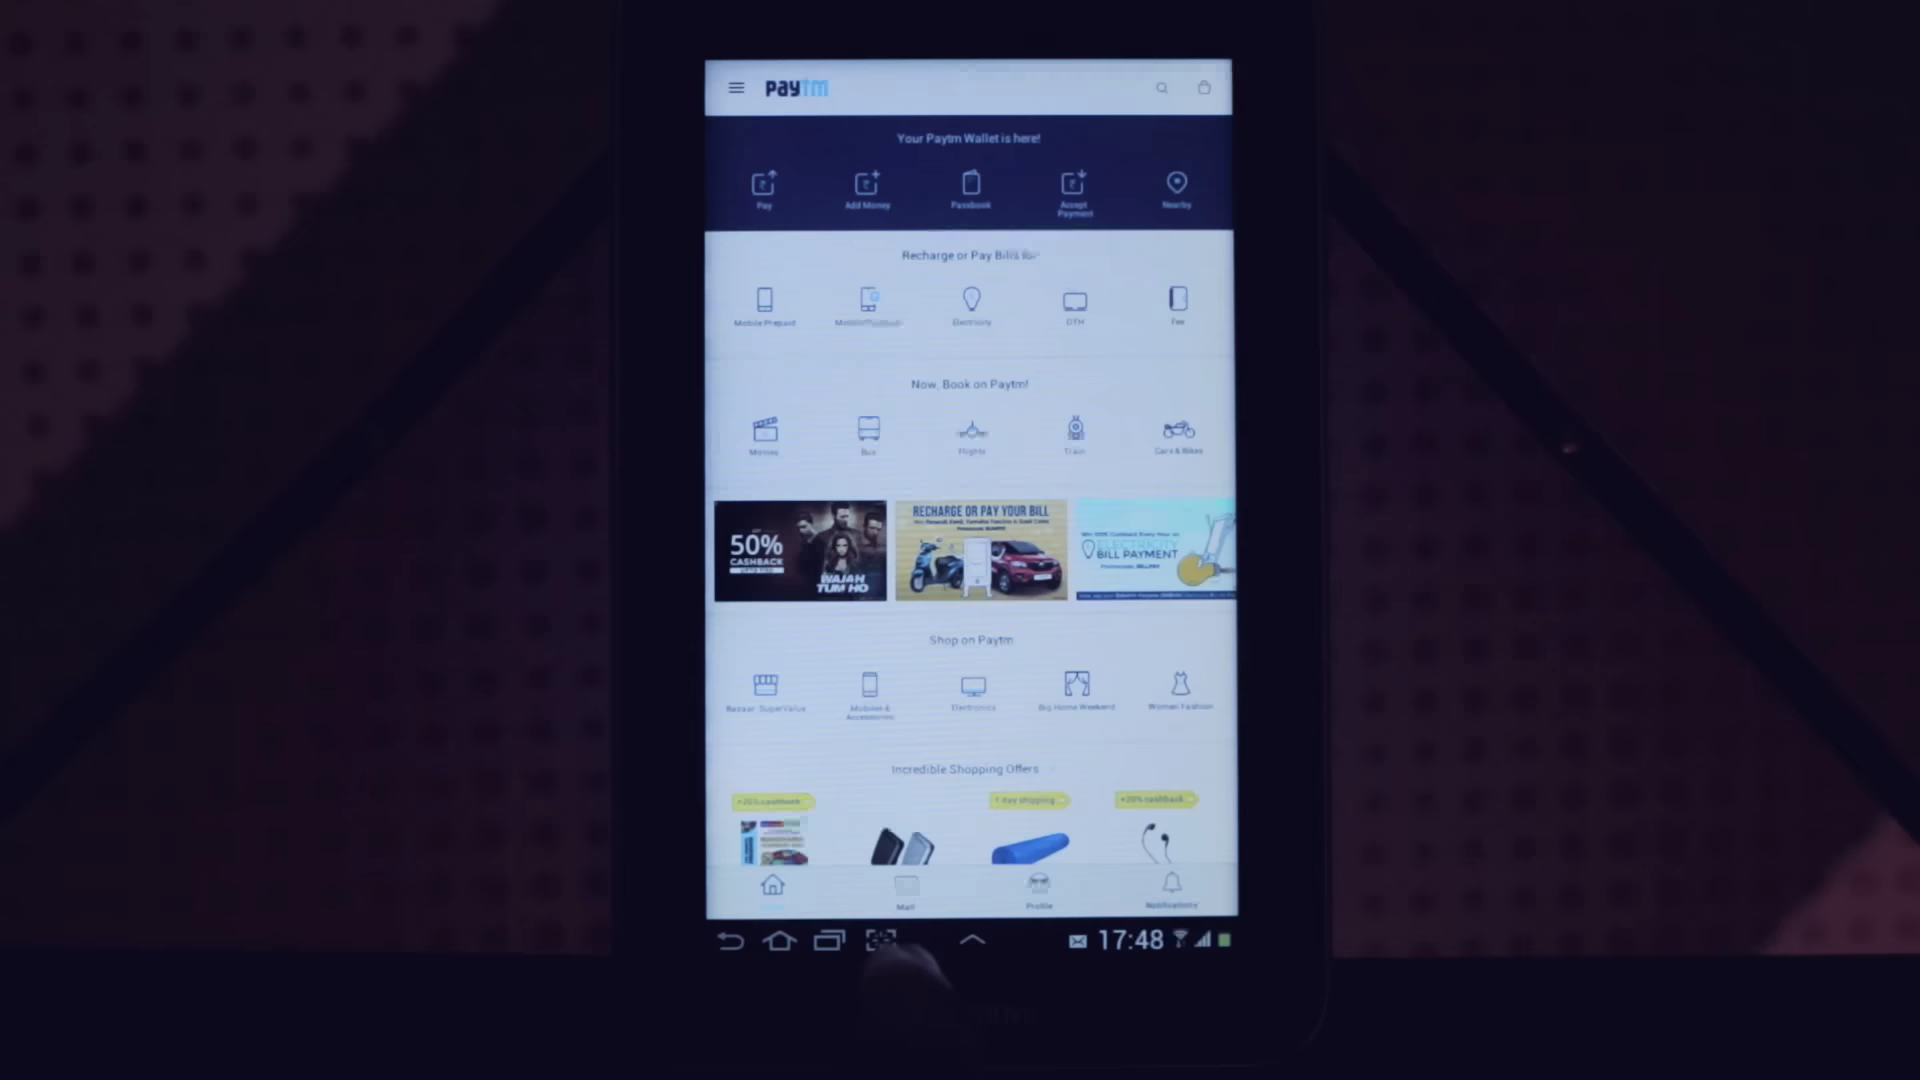 paytm
Your Paytm Wallet is here!
Pay
Add Money
Passbook
Accept
Payment
Nearby
Recharge or Pay Bills for
Mobile Prepaid
Electricity
DTH
Fee
Now, Book on Paytm!
Movies
Bus
Flights
Train
Cars & Bikes
50%
CASHBACK
WAJAH
TUM HO
RECHARGE OR PAY YOUR BILL
ELECTRICITY
BILL PAYMENT
Shop on Paytm
Bazaar SuperValue
Mobiles &
Accessories
Electronics
Big Home Weekend
Women Fashion
Incredible Shopping Offers
+20% cashback
1 day shipping
+20% cashback
Mall
Profile
Notifications
17:48